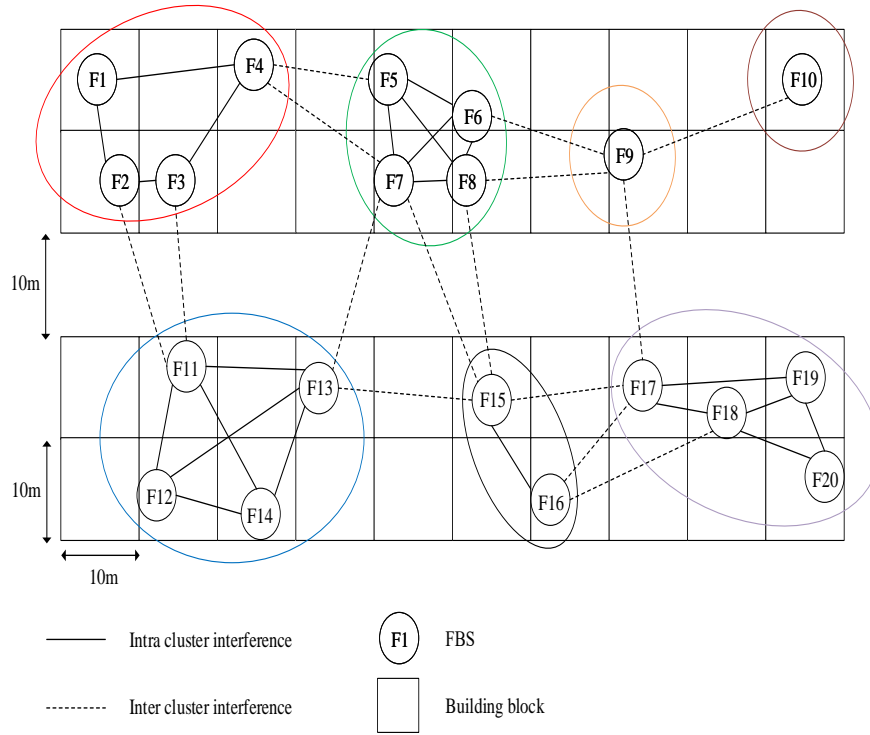 F1
F4
F5
F6
F10
F2
F3
F7
F8
F9
10m
F11
F13
F15
F17
F18
F19
10m
F12
F14
F16
F20
10m
Intra cluster interference
F1
FBS
Inter cluster interference
Building block